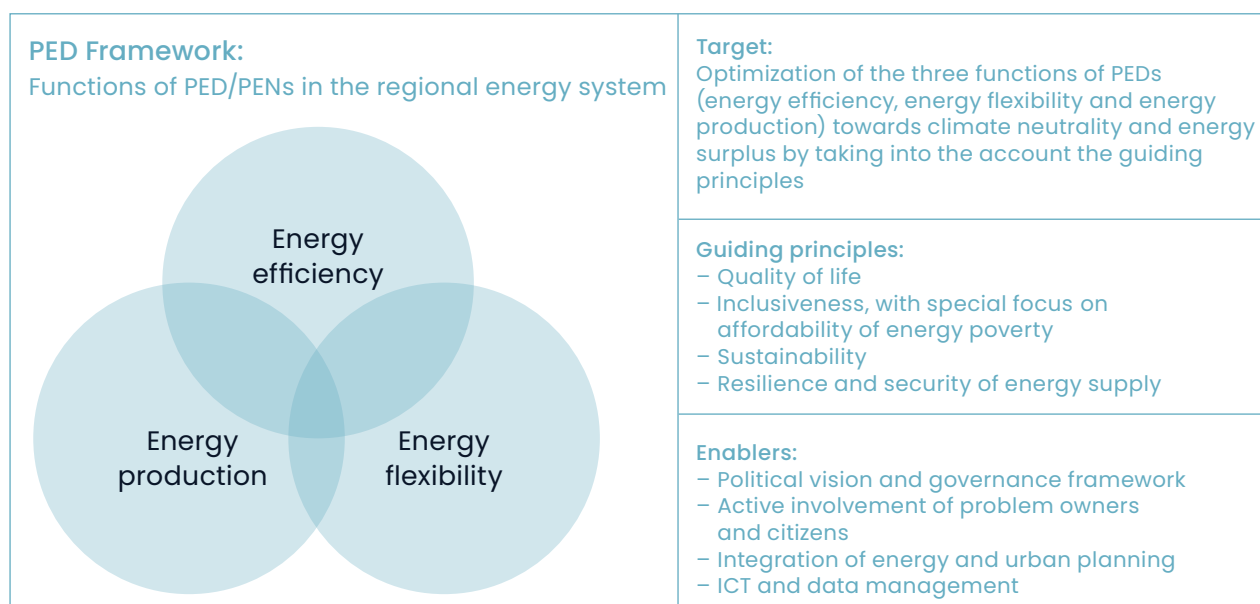 PED Framework:
Functions of PED/PENs in the regional energy system
Energy
efficiency
Energy
production
Energy
flexibility
Target:
Optimization of the three functions of PEDs
(energy efficiency, energy flexibility and energy
production) towards climate neutrality and energy
surplus by taking into the account the guiding
principles
Guiding principles:
– Quality of life
– Inclusiveness, with special focus on
affordability of energy poverty
– Sustainability
– Resilience and security of energy supply
Enablers:
– Political vision and governance framework
– Active involvement of problem owners
and citizens
– Integration of energy and urban planning
– ICT and data management